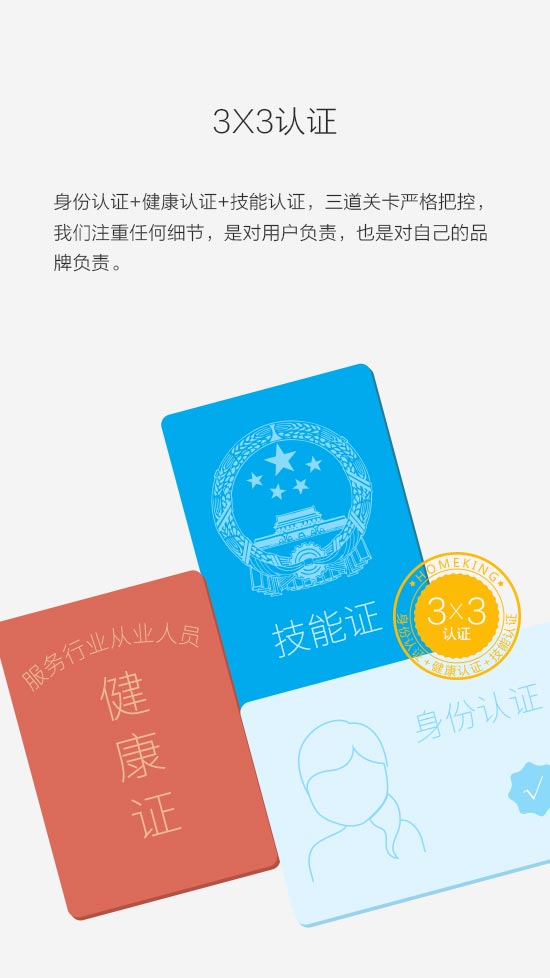 3X3认证
身份认证+健康认证+技能认证，三道关卡严格把控，
我们注重任何细节，是对用户负责，也是对自己的品
牌负责。
技能证
HOMEKING
3×3
认证
身份认证+健康认证+技能认证
服务行业从业人员
健
康
证
身份认证